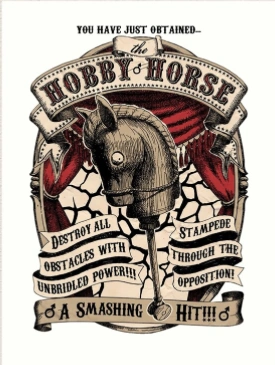 YOU HAVE JUST OBTAINED...
the
HOBBY HORSE
DESTROY ALL
OBSTACLES WITH
UNBRIDLED POWER!!!
STAMPEDE
THROUGH THE
OPPOSITION!
♂ A SMASHING HIT!!! ♂